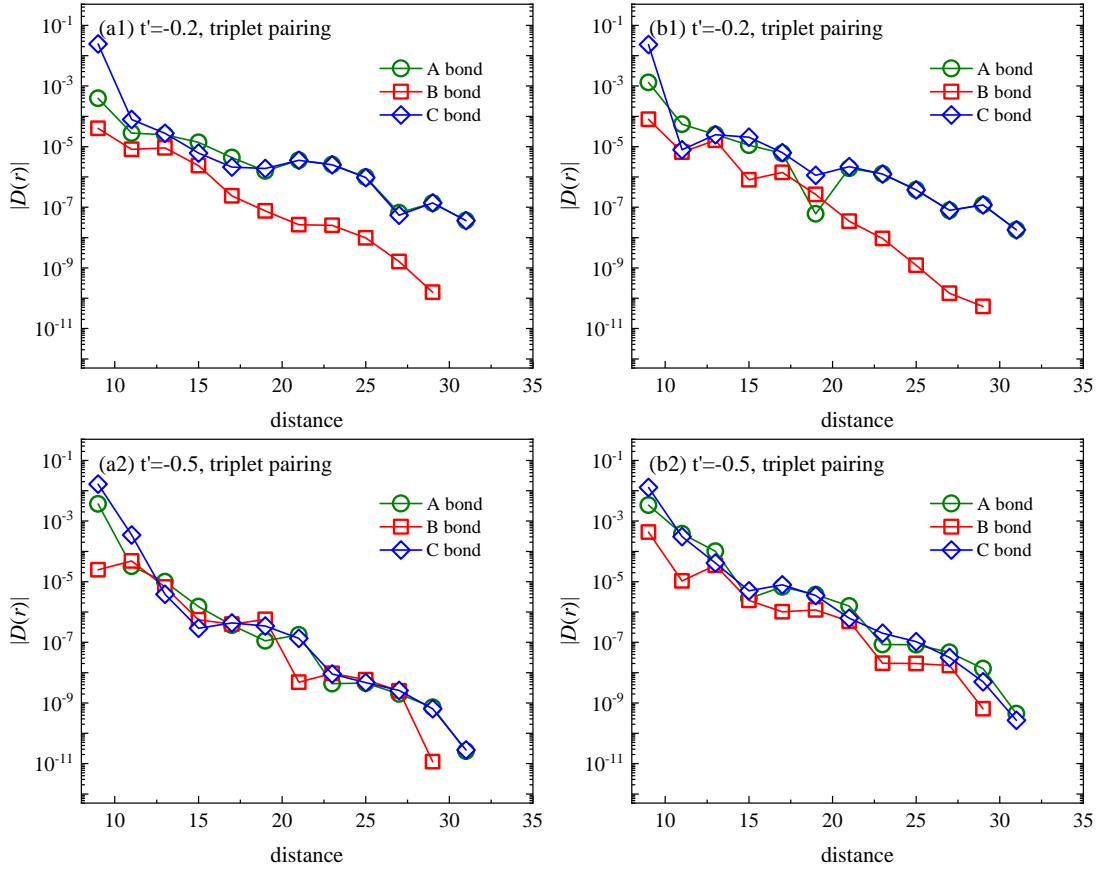 (a1) t'=-0.2, triplet pairing
A bond
B bond
C bond
|D(r)|
10^-1
10^-3
10^-5
10^-7
10^-9
10^-11
10 15 20 25 30 35
distance
(b1) t'=-0.2, triplet pairing
A bond
B bond
C bond
|D(r)|
10^-1
10^-3
10^-5
10^-7
10^-9
10^-11
10 15 20 25 30 35
distance
(a2) t'=-0.5, triplet pairing
A bond
B bond
C bond
|D(r)|
10^-1
10^-3
10^-5
10^-7
10^-9
10^-11
10 15 20 25 30 35
distance
(b2) t'=-0.5, triplet pairing
A bond
B bond
C bond
|D(r)|
10^-1
10^-3
10^-5
10^-7
10^-9
10^-11
10 15 20 25 30 35
distance